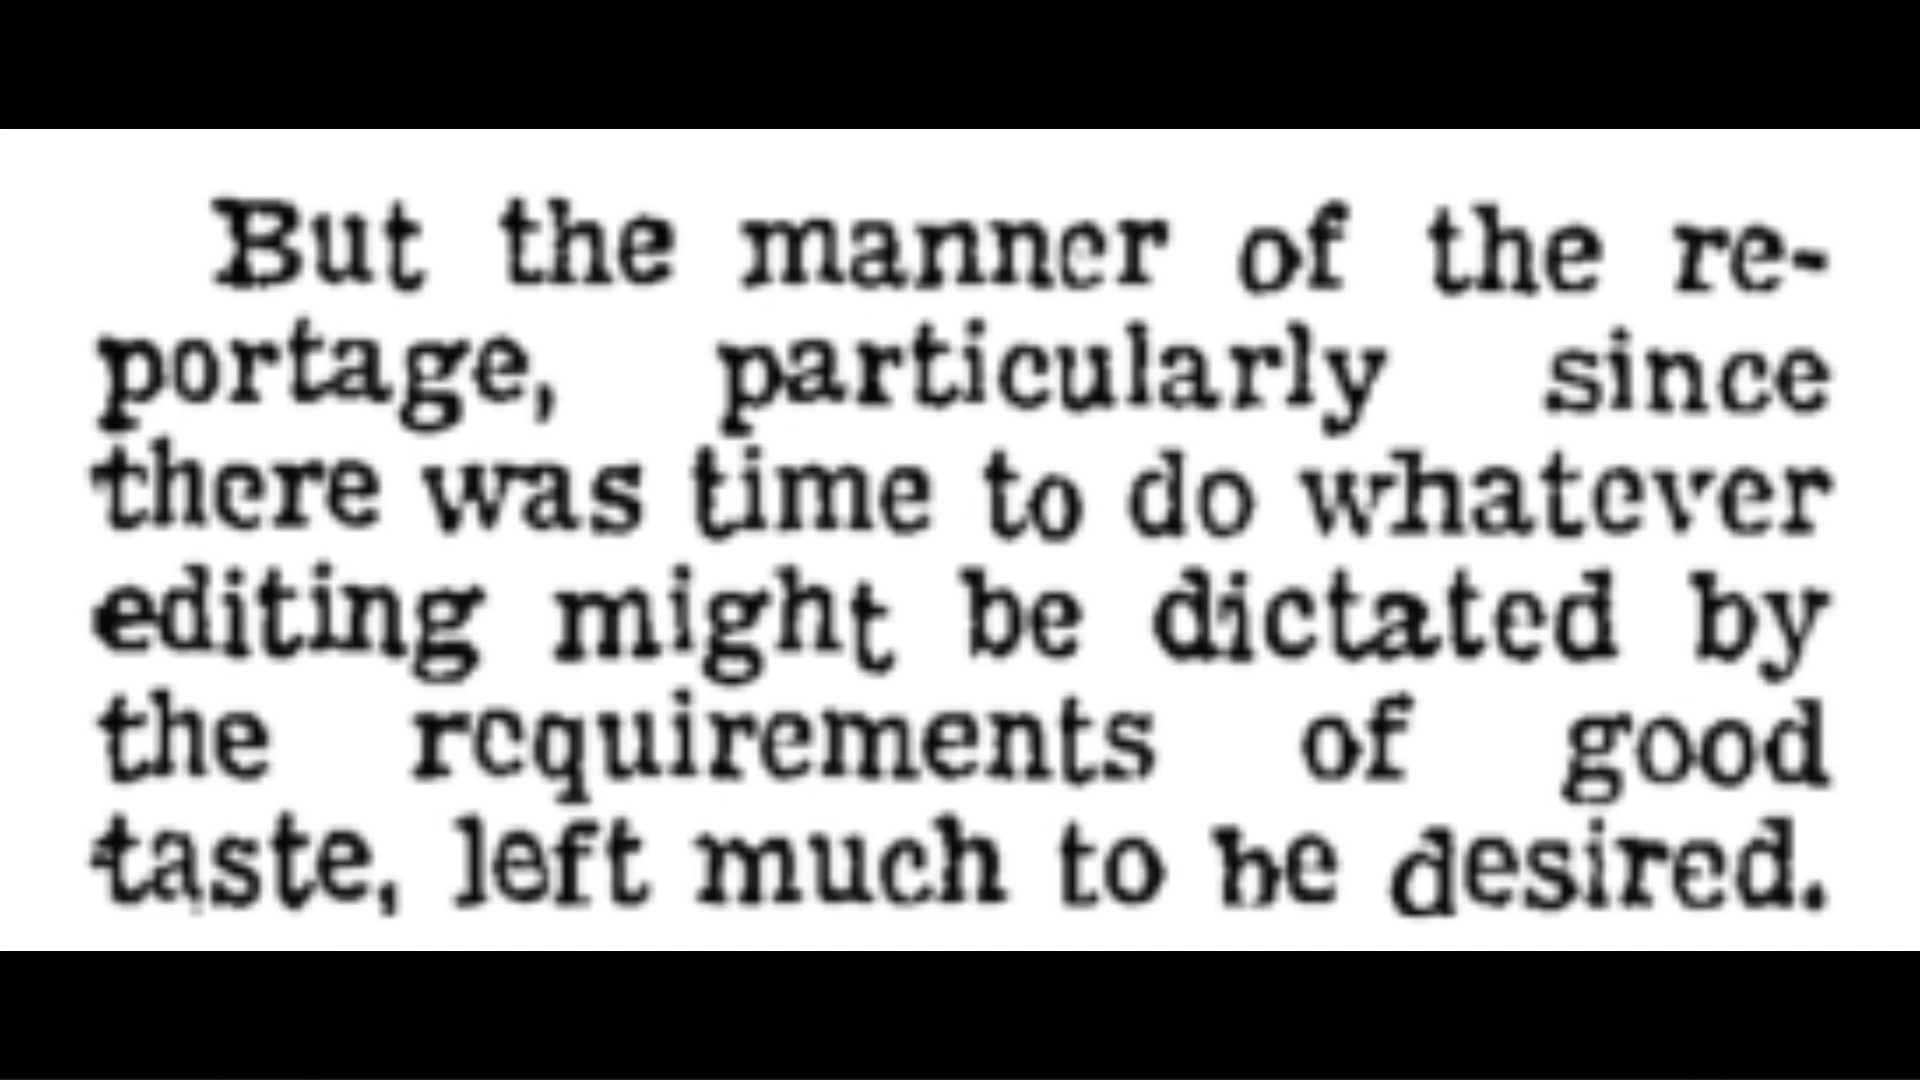 But the manner of the re-
portage, particularly since
there was time to do whatever
editing might be dictated by
the requirements of good
taste, left much to be desired.